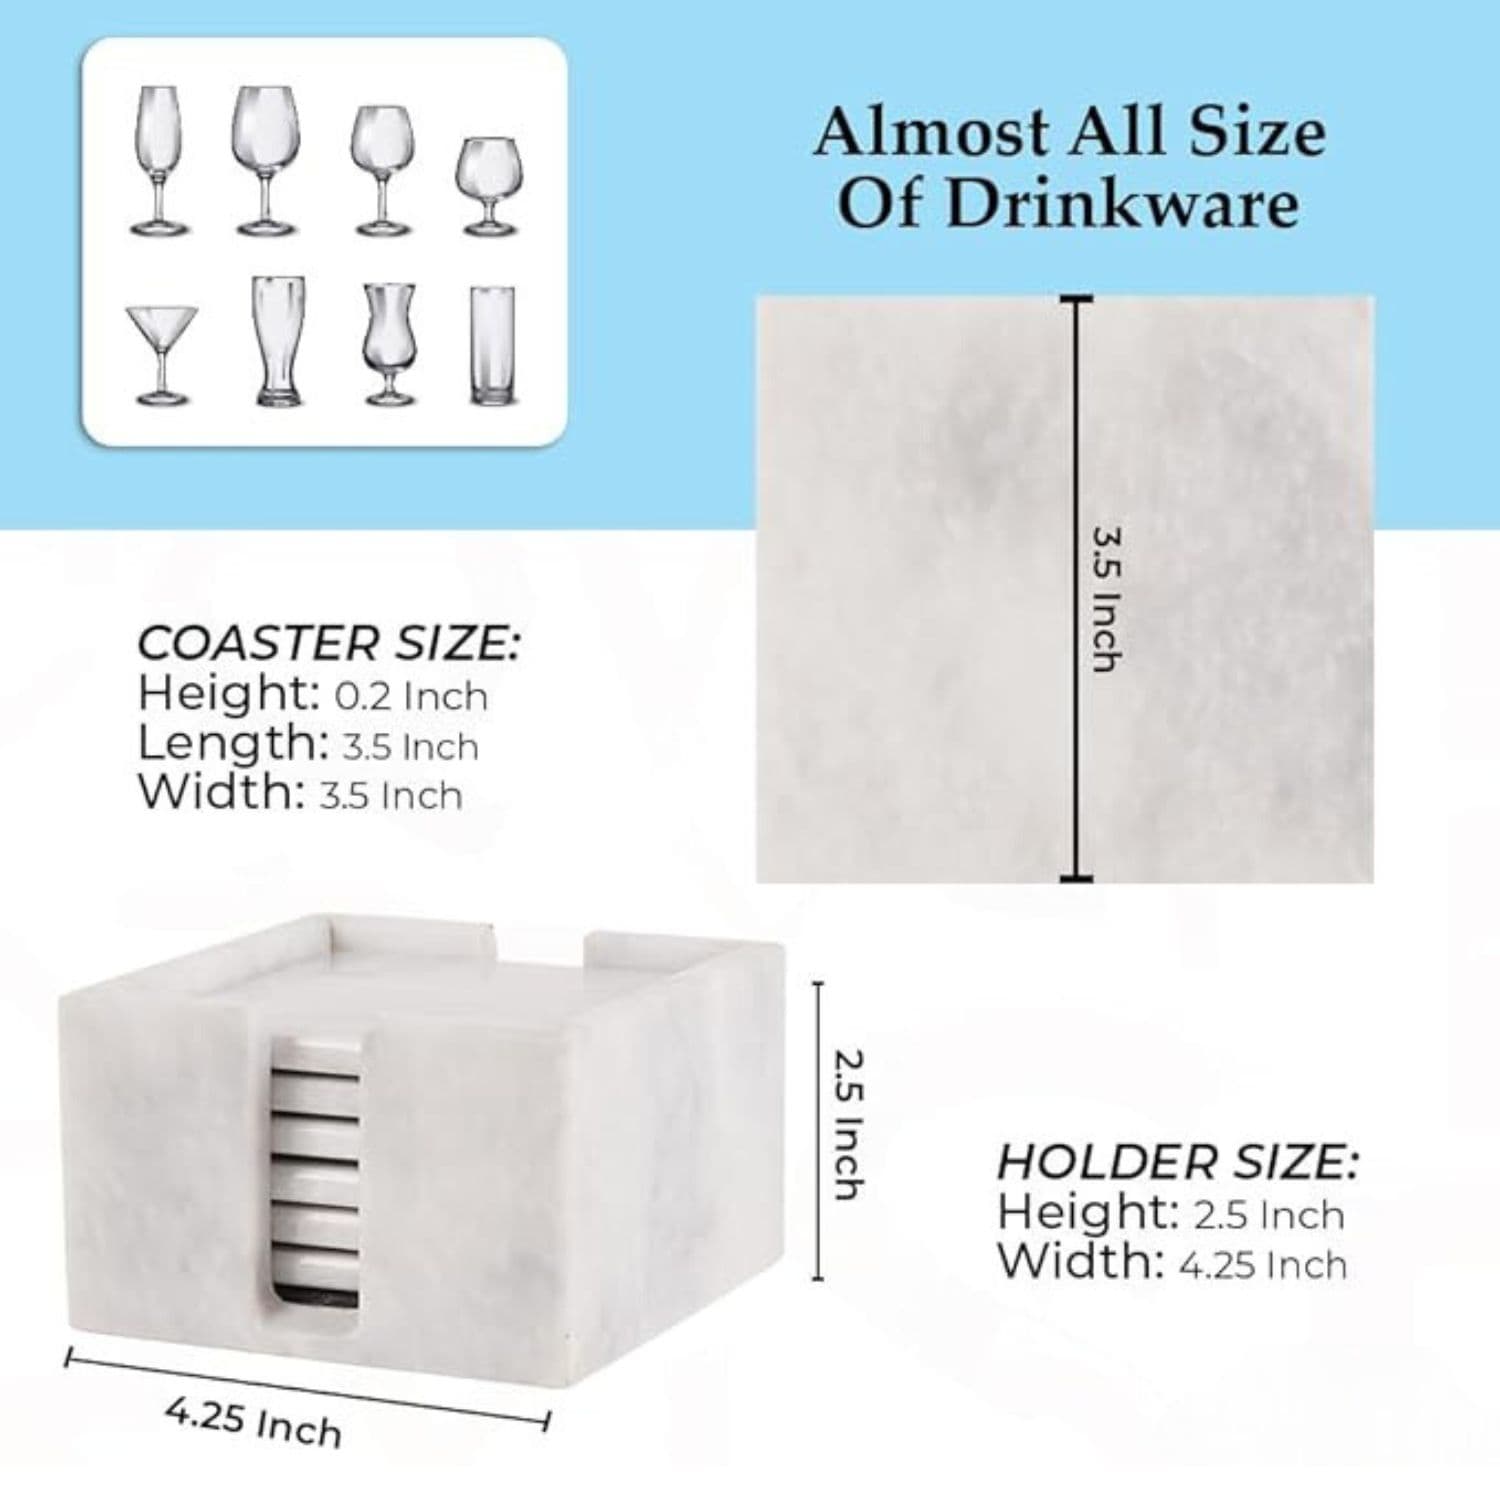 Almost All Size
Of Drinkware
3.5 Inch
COASTER SIZE:
Height: 0.2 Inch
Length: 3.5 Inch
Width: 3.5 Inch
2.5 Inch
HOLDER SIZE:
Height: 2.5 Inch
Width: 4.25 Inch
4.25 Inch